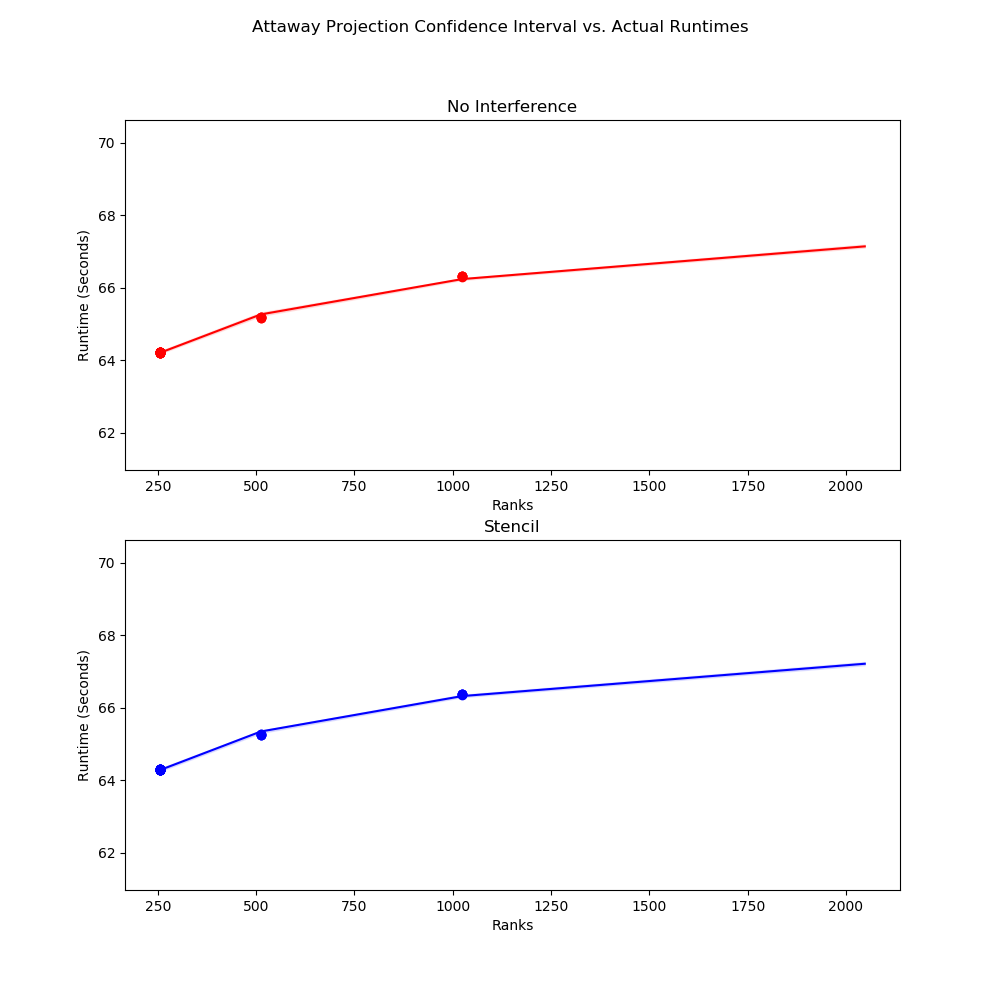 Attaway Projection Confidence Interval vs. Actual Runtimes
No Interference
70
68
66
64
62
Runtime (Seconds)
250 500 750 1000 1250 1500 1750 2000
Ranks
Stencil
70
68
66
64
62
Runtime (Seconds)
250 500 750 1000 1250 1500 1750 2000
Ranks